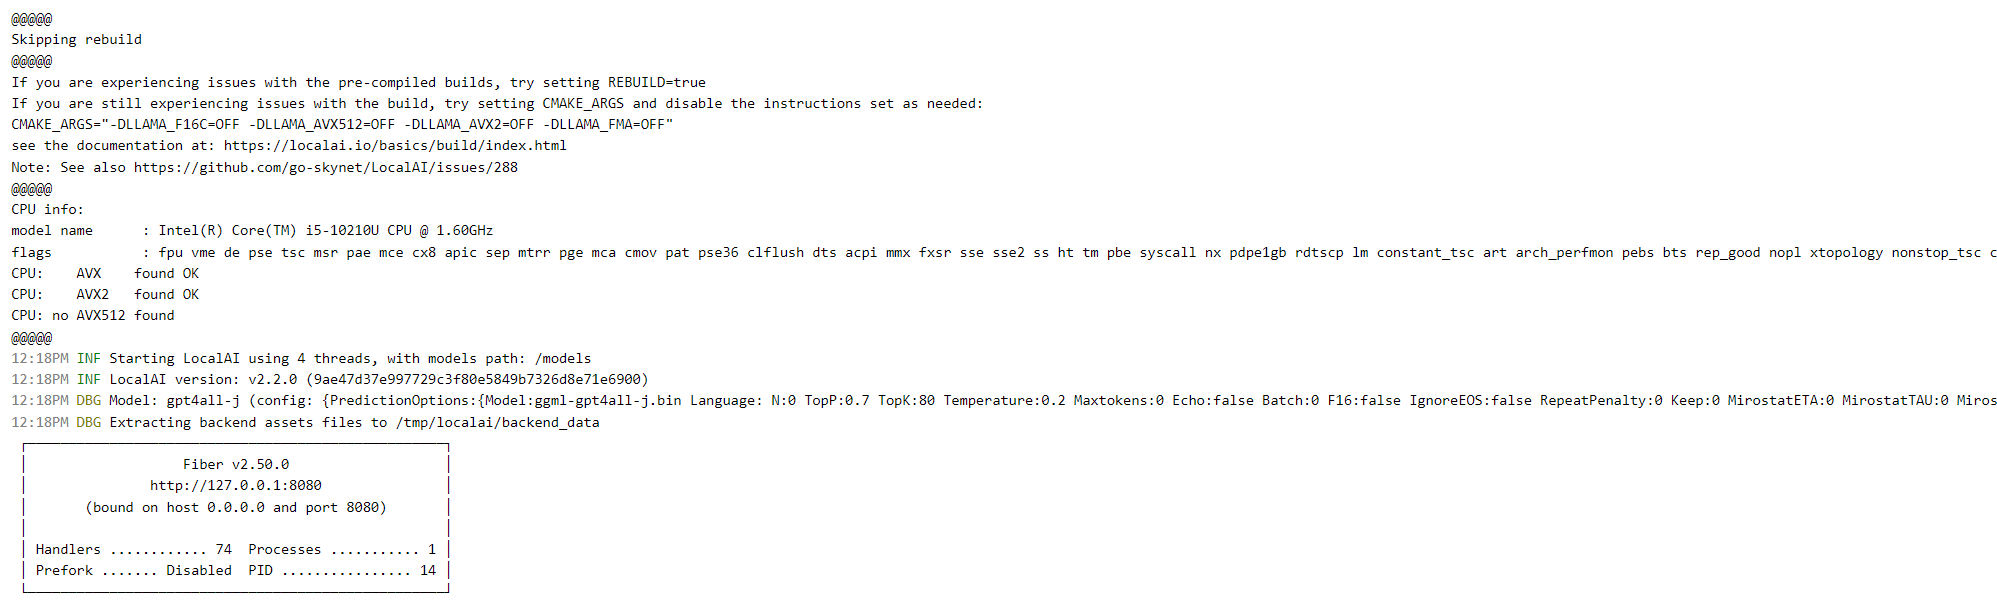 @@@@@
Skipping rebuild
@@@@@
If you are experiencing issues with the pre-compiled builds, try setting REBUILD=true
If you are still experiencing issues with the build, try setting CMAKE_ARGS and disable the instructions set as needed:
CMAKE_ARGS="-DLLAMA_F16C=OFF -DLLAMA_AVX512=OFF -DLLAMA_AVX2=OFF -DLLAMA_FMA=OFF"
see the documentation at: https://localai.io/basics/build/index.html
Note: See also https://github.com/go-skynet/LocalAI/issues/288
@@@@@
CPU info:
model name      : Intel(R) Core(TM) i5-10210U CPU @ 1.60GHz
flags           : fpu vme de pse tsc msr pae mce cx8 apic sep mtrr pge mca cmov pat pse36 clflush dts acpi mmx fxsr sse sse2 ss ht tm pbe syscall nx pdpe1gb rdtscp lm constant_tsc art arch_perfmon pebs bts rep_good nopl xtopology nonstop_tsc c
CPU:    AVX    found OK
CPU:    AVX2   found OK
CPU: no AVX512 found
@@@@@
12:18PM INF Starting LocalAI using 4 threads, with models path: /models
12:18PM INF LocalAI version: v2.2.0 (9ae47d37e997729c3f80e5849b7326d8e71e6900)
12:18PM DBG Model: gpt4all-j (config: {PredictionOptions:{Model:ggml-gpt4all-j.bin Language: N:0 TopP:0.7 TopK:80 Temperature:0.2 Maxtokens:0 Echo:false Batch:0 F16:false IgnoreEOS:false RepeatPenalty:0 Keep:0 MirostatETA:0 MirostatTAU:0 Miros
12:18PM DBG Extracting backend assets files to /tmp/localai/backend_data
Fiber v2.50.0
http://127.0.0.1:8080
(bound on host 0.0.0.0 and port 8080)
Handlers ............ 74  Processes ........... 1
Prefork ....... Disabled  PID ................ 14